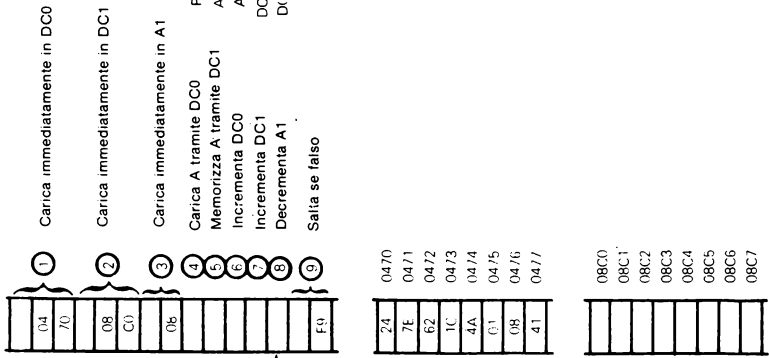 04 1 Carica immediatamente in DC0
70
08 2 Carica immediatamente in DC1
C0
3 Carica immediatamente in A1
08
4 Carica A tramite DC0
5 Memorizza A tramite DC1
6 Incrementa DC0
7 Incrementa DC1
8 Decrementa A1
9 Salta se falso
F9
24 0470
7E 0471
62 0472
1C 0473
4A 0474
01 0475
08 0476
41 0477
08C0
08C1
08C2
08C3
08C4
08C5
08C6
08C7